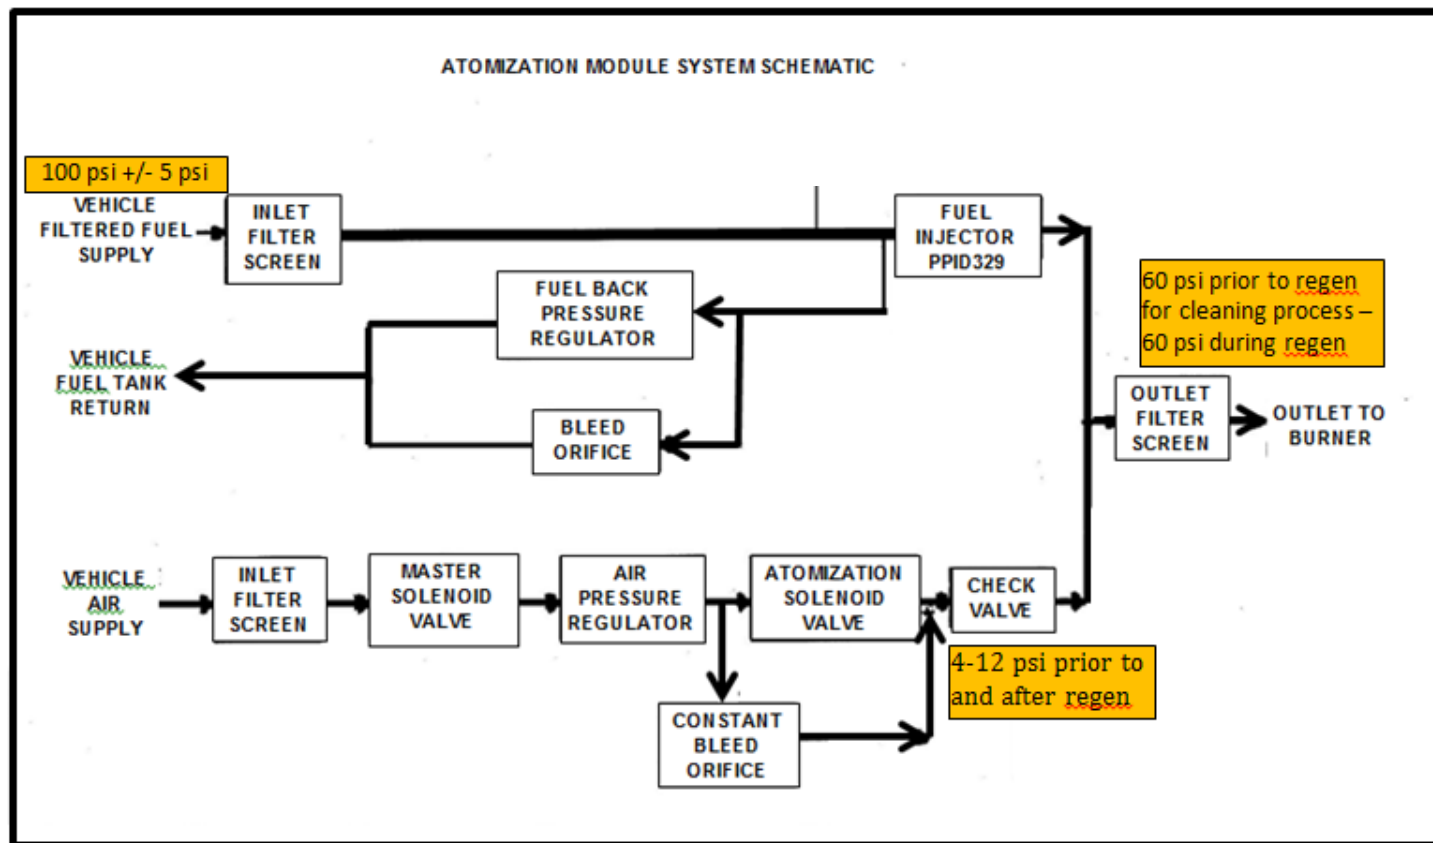 ATOMIZATION MODULE SYSTEM SCHEMATIC
100 psi +/- 5 psi
VEHICLE
FILTERED FUEL
SUPPLY
INLET
FILTER
SCREEN
FUEL
INJECTOR
PPID329
FUEL BACK
PRESSURE
REGULATOR
60 psi prior to regen
for cleaning process –
60 psi during regen
VEHICLE
FUEL TANK
RETURN
BLEED
ORIFICE
OUTLET
FILTER
SCREEN
OUTLET TO
BURNER
VEHICLE
AIR
SUPPLY
INLET
FILTER
SCREEN
MASTER
SOLENOID
VALVE
AIR
PRESSURE
REGULATOR
ATOMIZATION
SOLENOID
VALVE
CHECK
VALVE
4-12 psi prior to
and after regen
CONSTANT
BLEED
ORIFICE